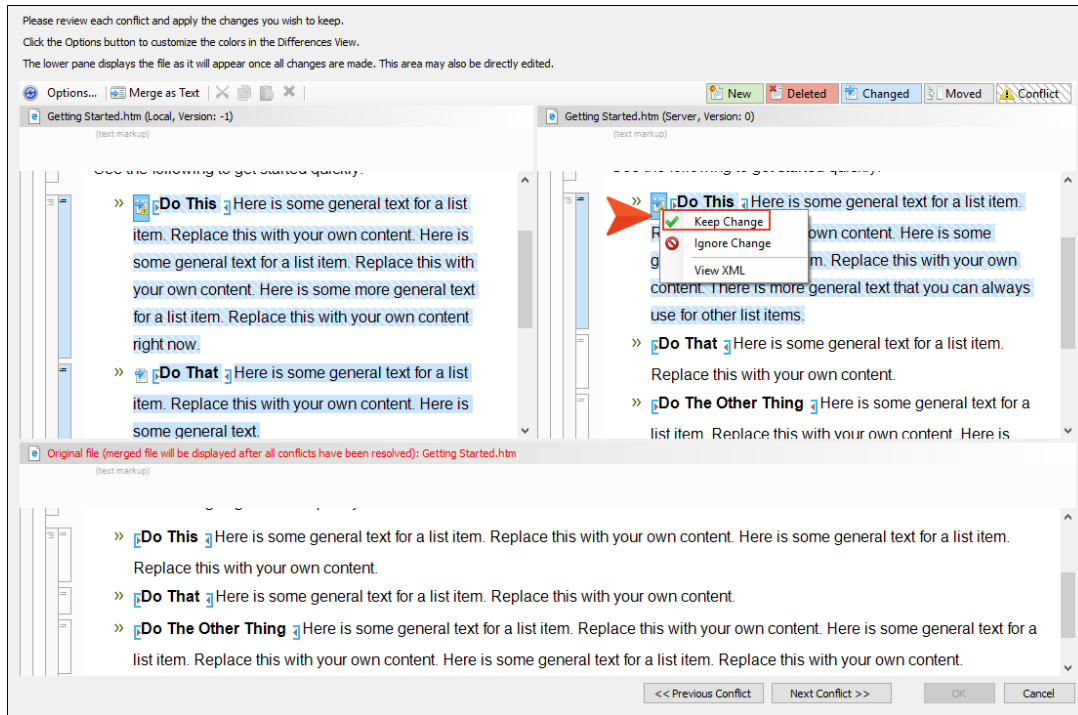 Please review each conflict and apply the changes you wish to keep.
Click the Options button to customize the colors in the Differences View.
The lower pane displays the file as it will appear once all changes are made. This area may also be directly edited.
Options... Merge as Text New Deleted Changed Moved Conflict
Getting Started.htm (Local, Version: -1)
(text markup)
See the following to get started quickly:
» Do This Here is some general text for a list
item. Replace this with your own content. Here is
some general text for a list item. Replace this with
your own content. Here is some more general text
for a list item. Replace this with your own content
right now.
» Do That Here is some general text for a list
item. Replace this with your own content. Here is
some general text.
Getting Started.htm (Server, Version: 0)
(text markup)
See the following to get started quickly:
» Do This Here is some general text for a list item.
R own content. Here is some
g m. Replace this with your own
content. There is more general text that you can always
use for other list items.
Keep Change
Ignore Change
View XML
» Do That Here is some general text for a list item.
Replace this with your own content.
» Do The Other Thing Here is some general text for a
list item. Replace this with your own content. Here is
Original file (merged file will be displayed after all conflicts have been resolved): Getting Started.htm
(text markup)
» Do This Here is some general text for a list item. Replace this with your own content. Here is some general text for a list item.
Replace this with your own content.
» Do That Here is some general text for a list item. Replace this with your own content.
» Do The Other Thing Here is some general text for a list item. Replace this with your own content. Here is some general text for a
list item. Replace this with your own content. Here is some general text for a list item. Replace this with your own content.
<< Previous Conflict Next Conflict >> OK Cancel